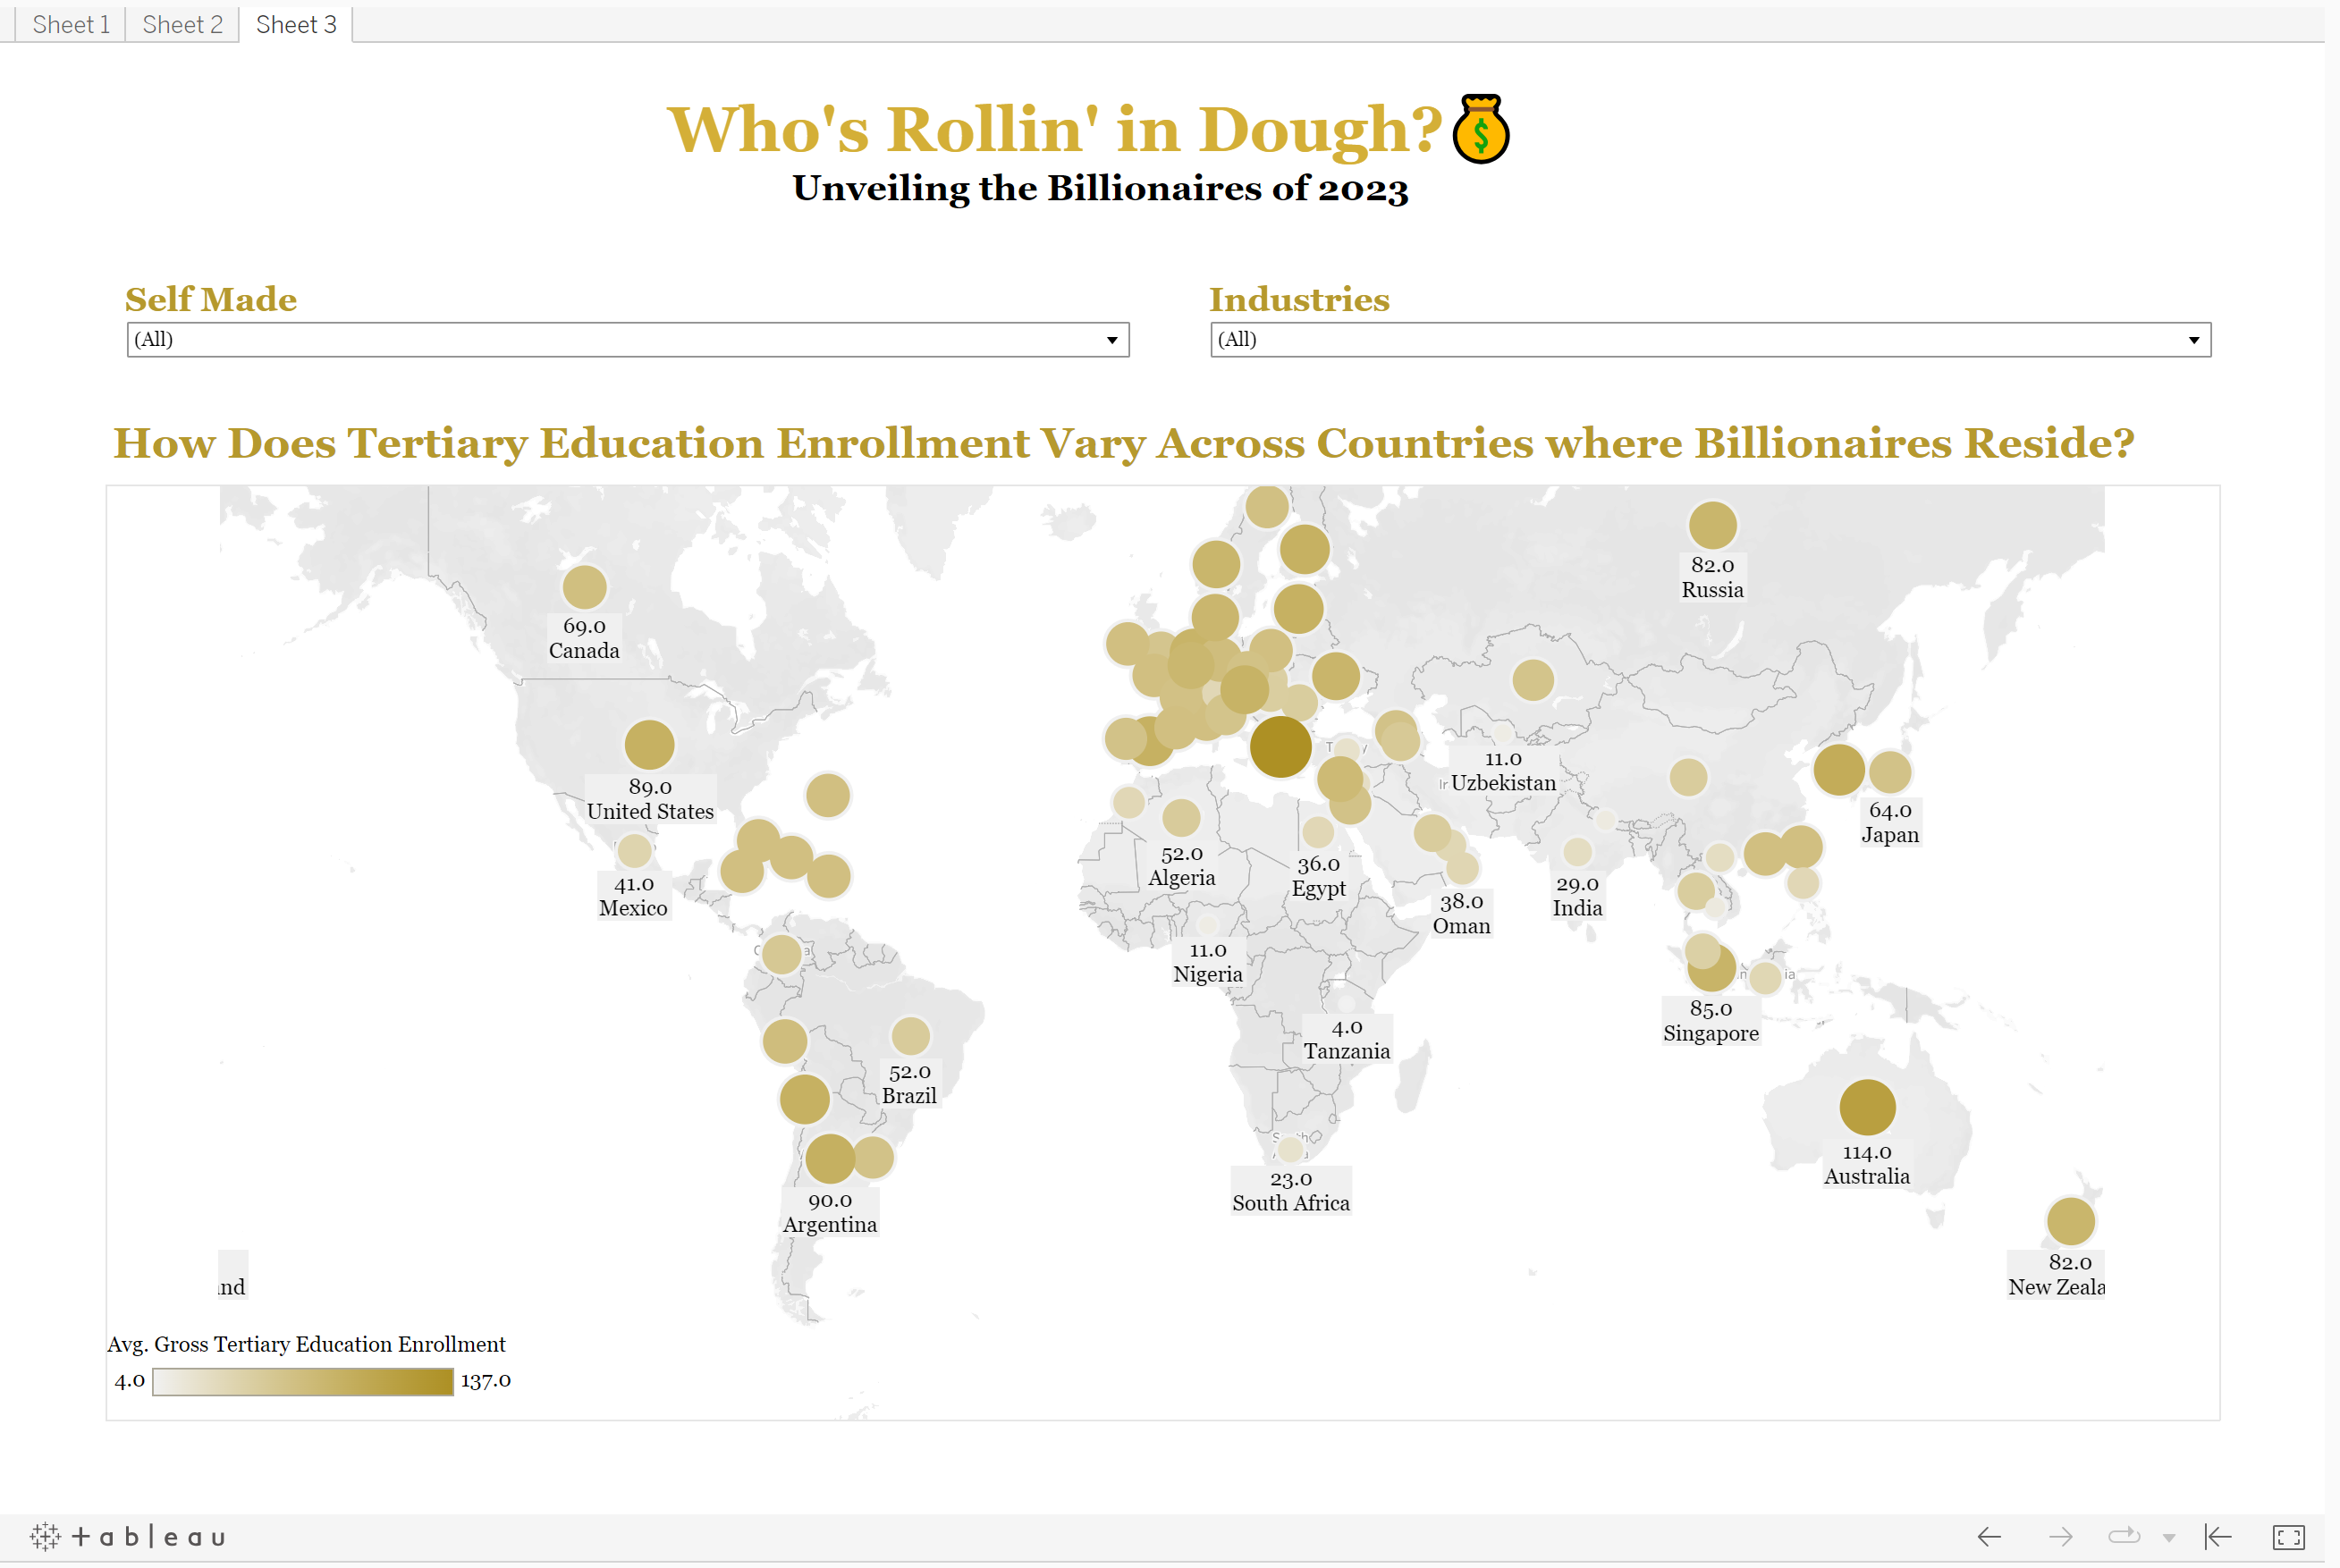 Sheet 1
Sheet 2
Sheet 3
Who's Rollin' in Dough?
$
Unveiling the Billionaires of 2023
Self Made
(All)
Industries
(All)
How Does Tertiary Education Enrollment Vary Across Countries where Billionaires Reside?
82.0
Russia
69.0
Canada
89.0
United States
11.0
Uzbekistan
64.0
Japan
41.0
Mexico
52.0
Algeria
36.0
Egypt
38.0
Oman
29.0
India
11.0
Nigeria
4.0
Tanzania
85.0
Singapore
52.0
Brazil
114.0
Australia
23.0
South Africa
90.0
Argentina
82.0
New Zeala
nd
Avg. Gross Tertiary Education Enrollment
4.0
137.0
+ableau